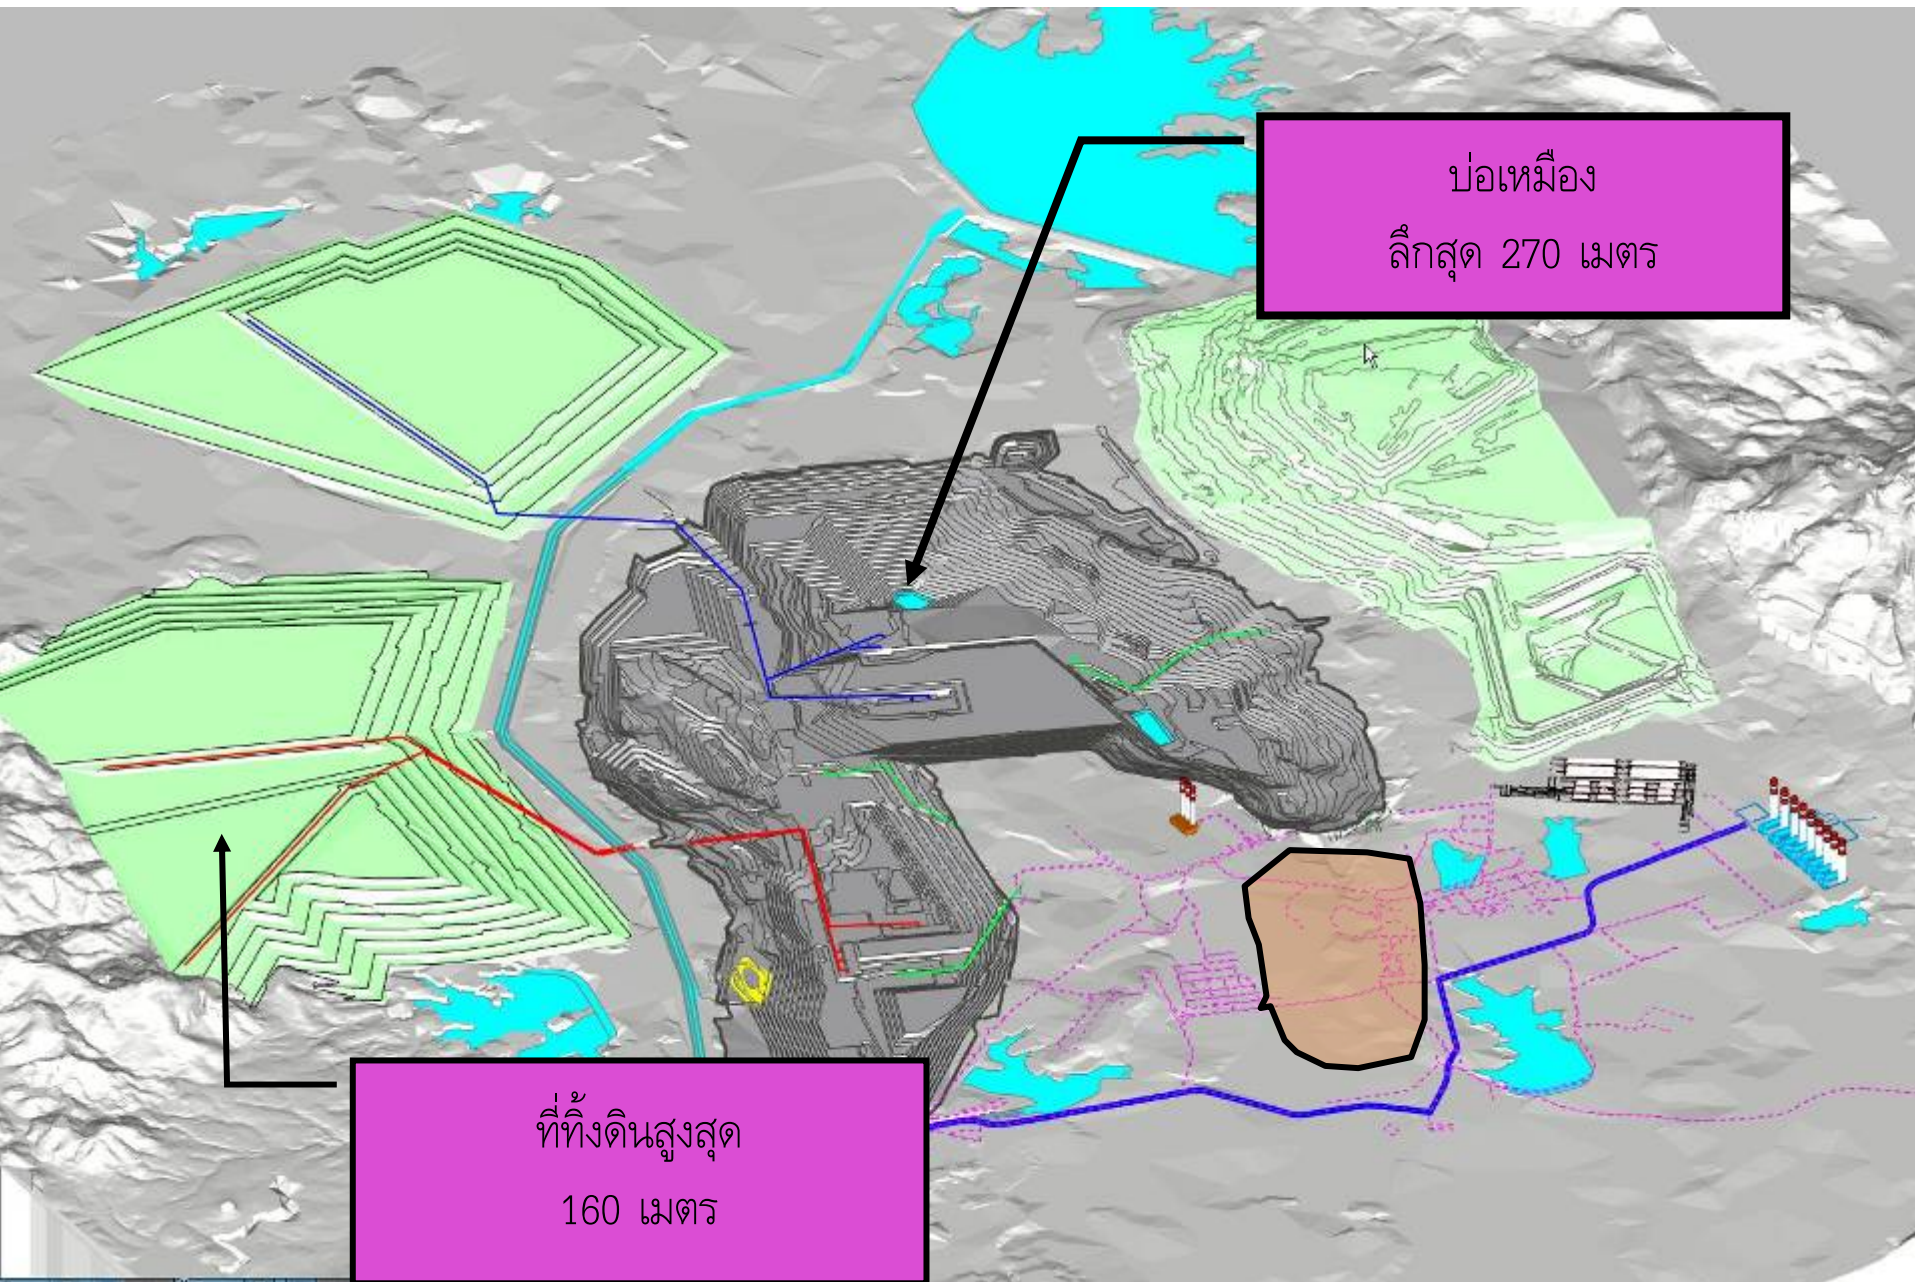 บ่อเหมือง
ลึกสุด 270 เมตร
ที่ทิ้งดินสูงสุด
160 เมตร